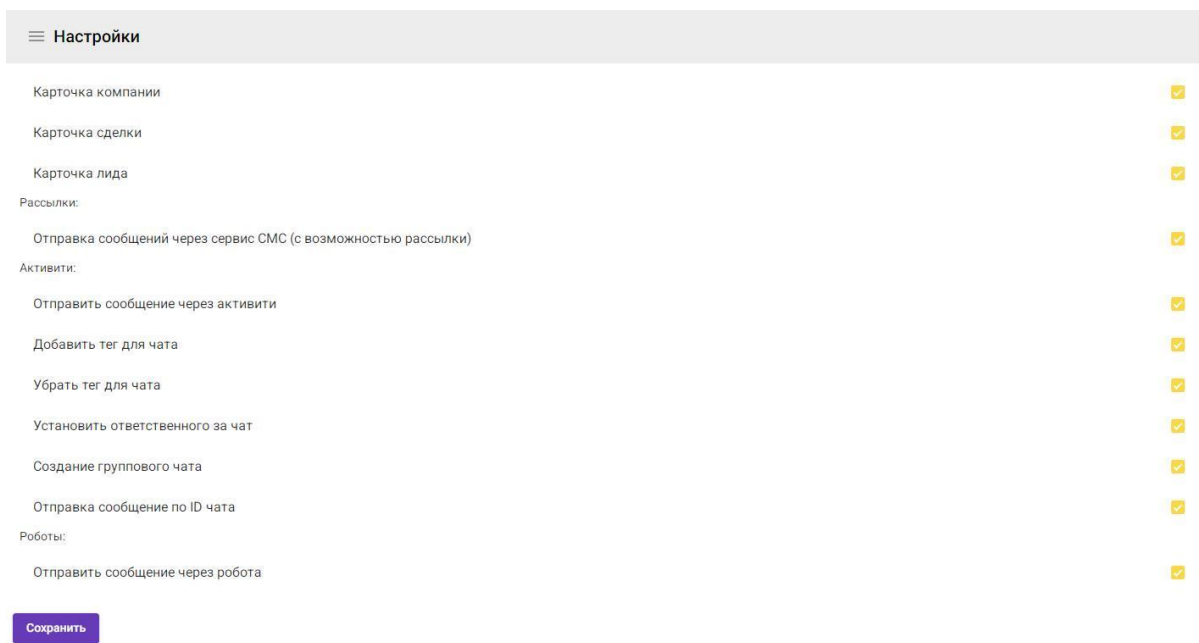 Настройки
Карточка компании
Карточка сделки
Карточка лида
Рассылки:
Отправка сообщений через сервис СМС (с возможностью рассылки)
Активити:
Отправить сообщение через активити
Добавить тег для чата
Убрать тег для чата
Установить ответственного за чат
Создание группового чата
Отправка сообщение по ID чата
Роботы:
Отправить сообщение через робота
Сохранить